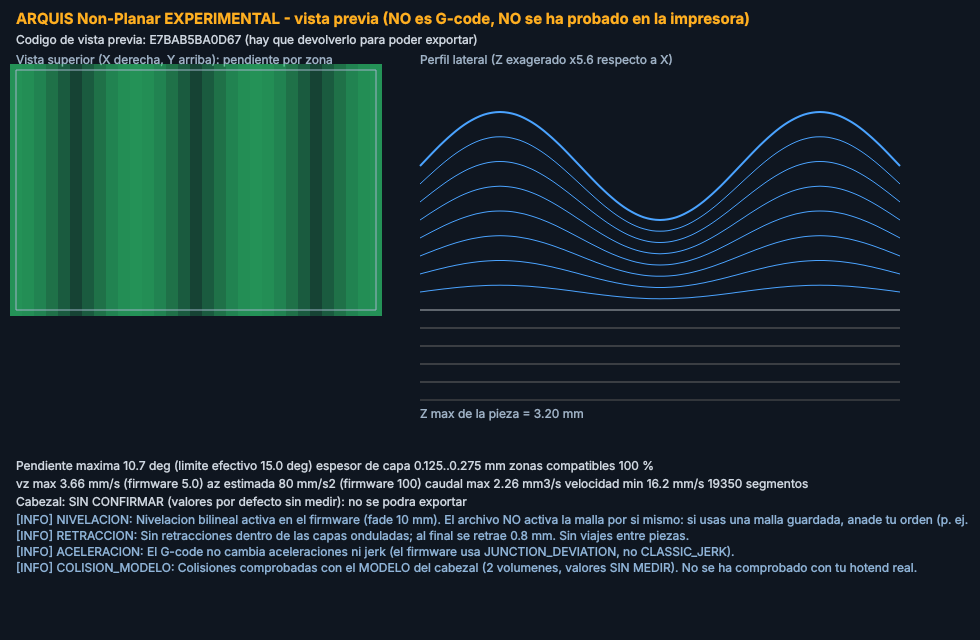 ARQUIS Non-Planar EXPERIMENTAL - vista previa (NO es G-code, NO se ha probado en la impresora)
Codigo de vista previa: E7BAB5BA0D67 (hay que devolverlo para poder exportar)
Vista superior (X derecha, Y arriba): pendiente por zona
Perfil lateral (Z exagerado x5.6 respecto a X)
Z max de la pieza = 3.20 mm
Pendiente maxima 10.7 deg (limite efectivo 15.0 deg) espesor de capa 0.125..0.275 mm zonas compatibles 100 %
vz max 3.66 mm/s (firmware 5.0) az estimada 80 mm/s2 (firmware 100) caudal max 2.26 mm3/s velocidad min 16.2 mm/s 19350 segmentos
Cabezal: SIN CONFIRMAR (valores por defecto sin medir): no se podra exportar
[INFO] NIVELACION: Nivelacion bilineal activa en el firmware (fade 10 mm). El archivo NO activa la malla por si mismo: si usas una malla guardada, anade tu orden (p. ej.
[INFO] RETRACCION: Sin retracciones dentro de las capas onduladas; al final se retrae 0.8 mm. Sin viajes entre piezas.
[INFO] ACELERACION: El G-code no cambia aceleraciones ni jerk (el firmware usa JUNCTION_DEVIATION, no CLASSIC_JERK).
[INFO] COLISION_MODELO: Colisiones comprobadas con el MODELO del cabezal (2 volumenes, valores SIN MEDIR). No se ha comprobado con tu hotend real.